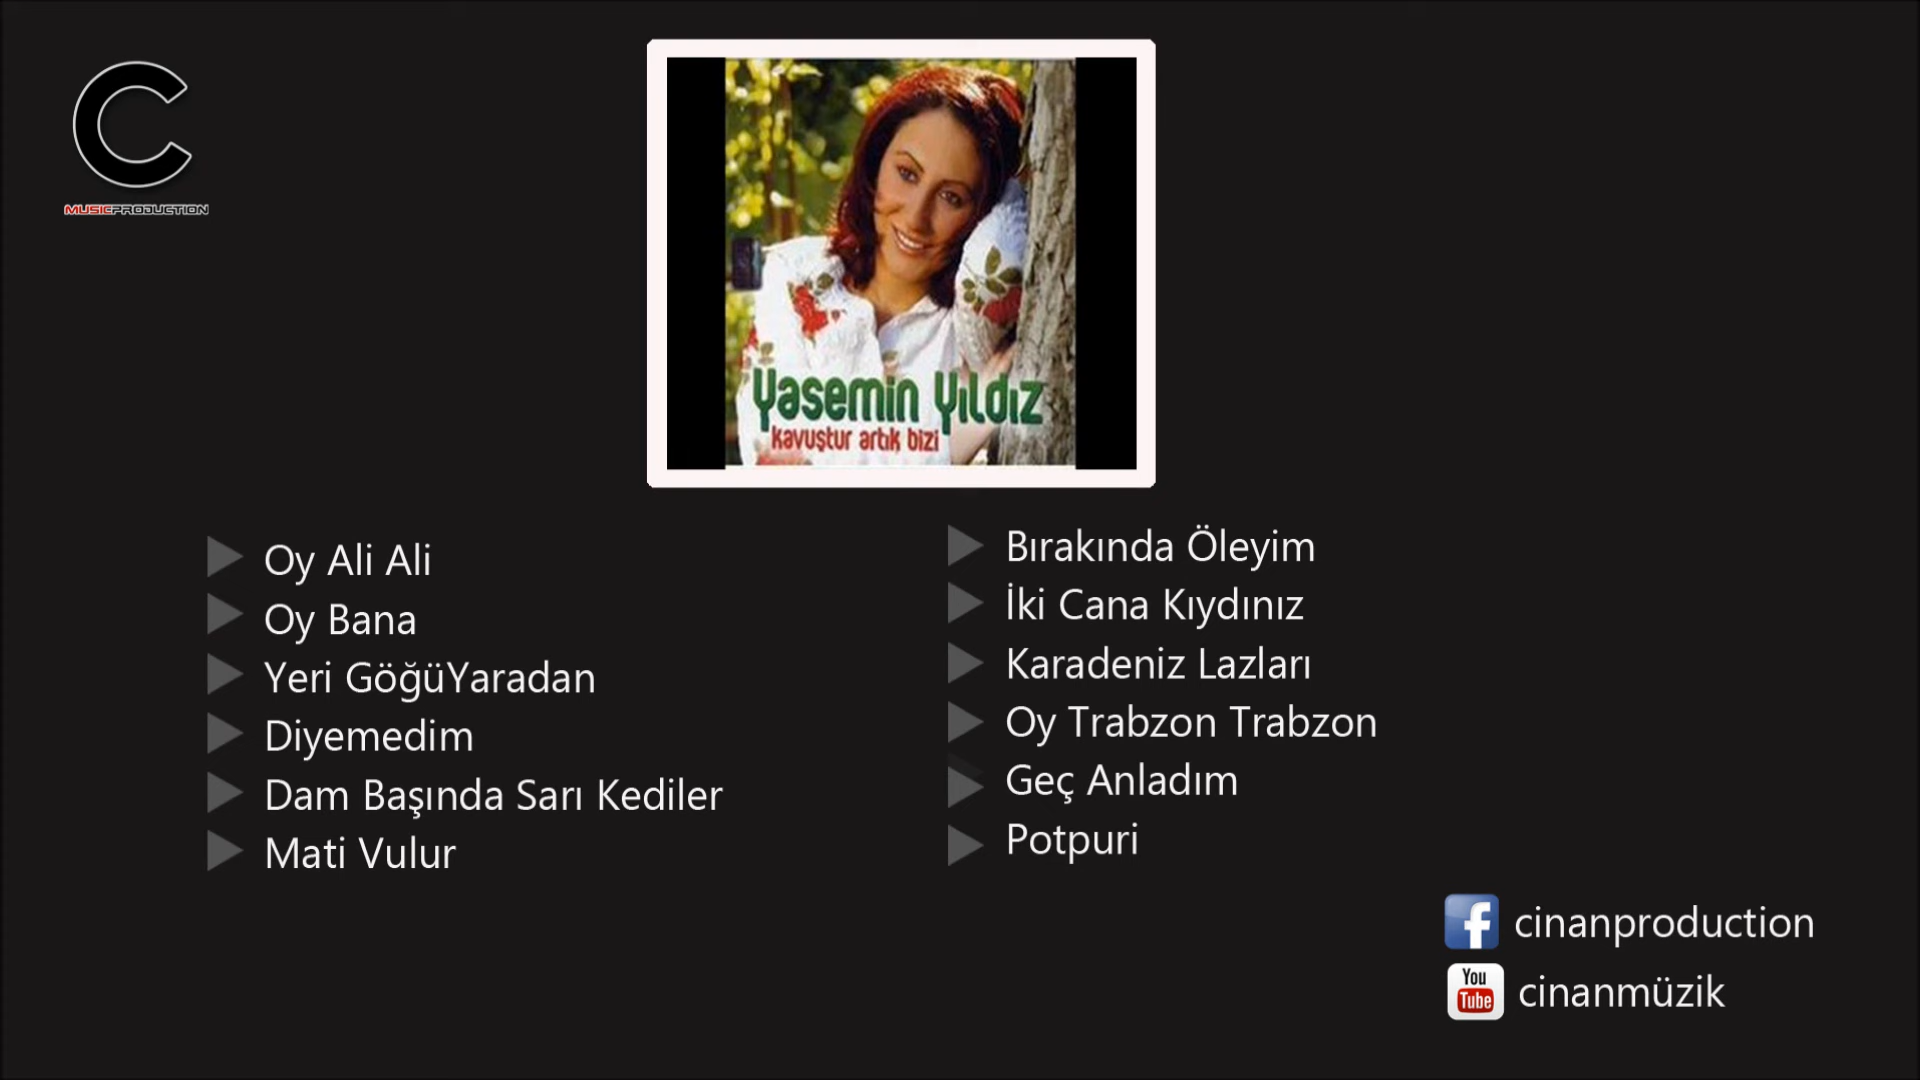 MUSICPRODUCTION
Yasemin Yıldız
kavuştur artık bizi
Oy Ali Ali
Oy Bana
Yeri GöğüYaradan
Diyemedim
Dam Başında Sarı Kediler
Mati Vulur
Bırakında Öleyim
İki Cana Kıydınız
Karadeniz Lazları
Oy Trabzon Trabzon
Geç Anladım
Potpuri
cinanproduction
You
Tube
cinanmüzik